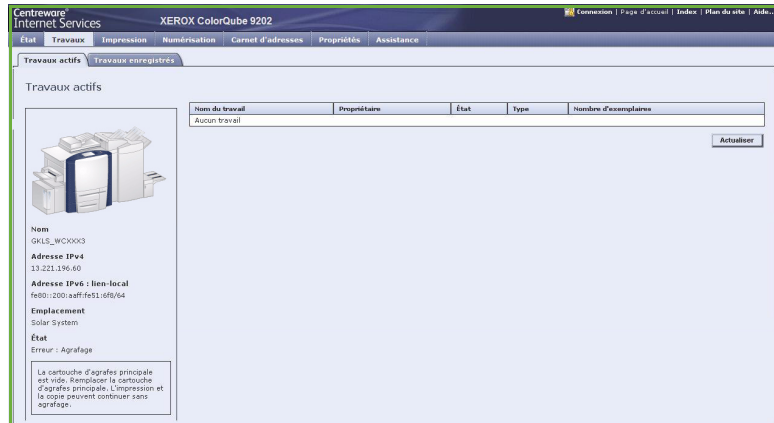 Centreware®
Internet Services
XEROX ColorQube 9202
Connexion | Page d'accueil | Index | Plan du site | Aide...
État Travaux Impression Numérisation Carnet d'adresses Propriétés Assistance
Travaux actifs Travaux enregistrés
Travaux actifs
Nom du travail Propriétaire État Type Nombre d'exemplaires
Aucun travail
Actualiser
Nom
GKLS_WCXXX3
Adresse IPv4
13.221.196.60
Adresse IPv6 : lien-local
fe80::200:aaff:fe51:6f8/64
Emplacement
Solar System
État
Erreur : Agrafage
La cartouche d'agrafes principale
est vide. Remplacer la cartouche
d'agrafes principale. L'impression et
la copie peuvent continuer sans
agrafage.